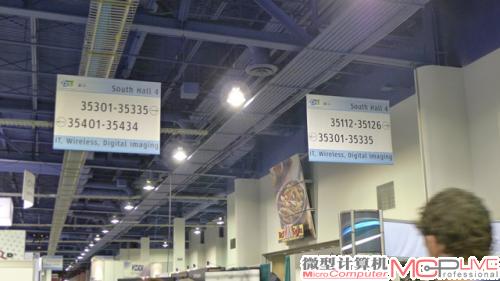 South Hall 4
35301-35335
35401-35434
IT, Wireless, Digital Imaging
South Hall 4
35112-35126
35301-35335
IT, Wireless, Digital Imaging
微型计算机
MicroComputer
MCPLIVE